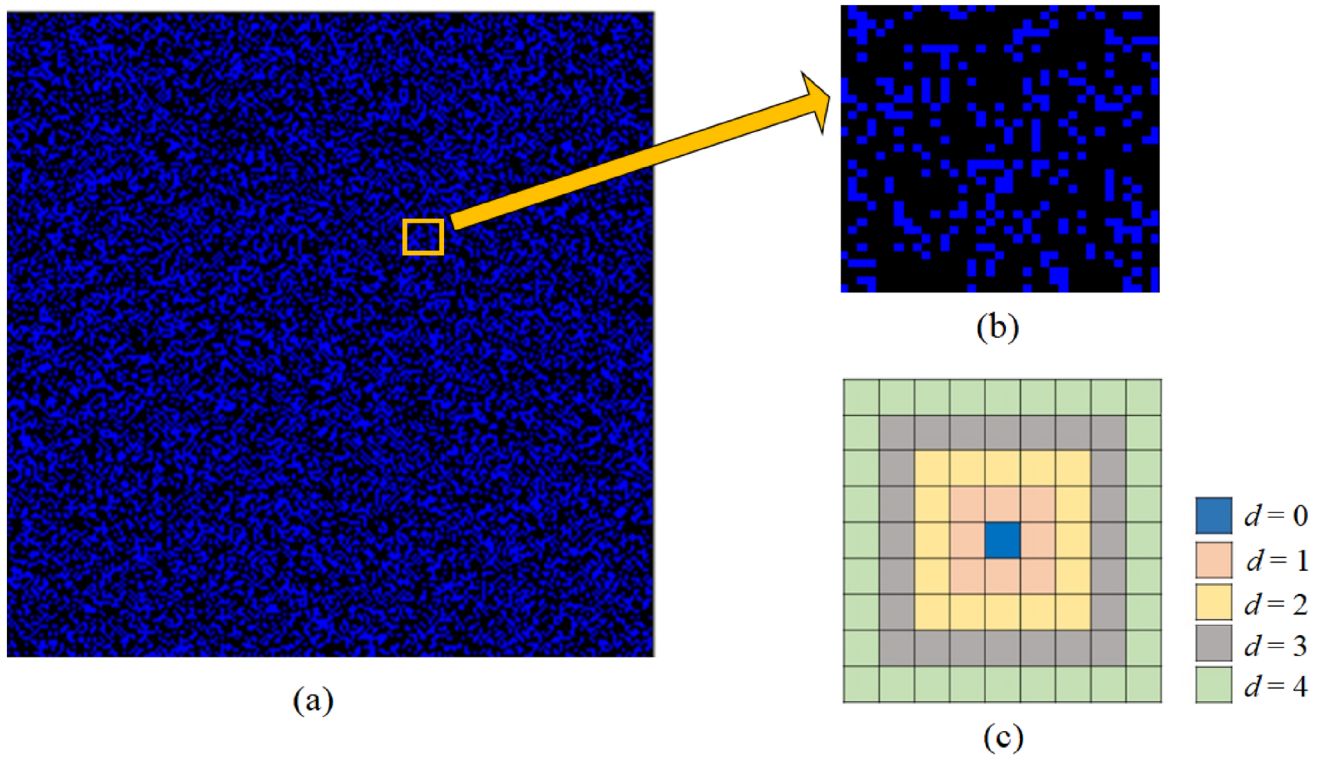 (a)
(b)
d = 0
d = 1
d = 2
d = 3
d = 4
(c)